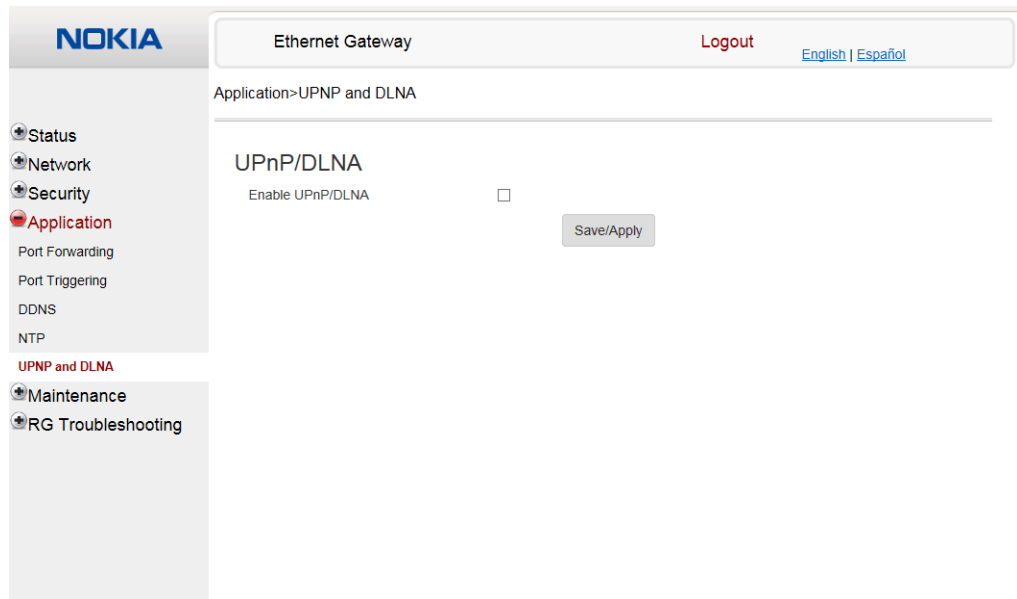 NOKIA
Ethernet Gateway
Logout
English | Español
Application>UPNP and DLNA
Status
Network
Security
Application
Port Forwarding
Port Triggering
DDNS
NTP
UPNP and DLNA
Maintenance
RG Troubleshooting
UPnP/DLNA
Enable UPnP/DLNA
Save/Apply